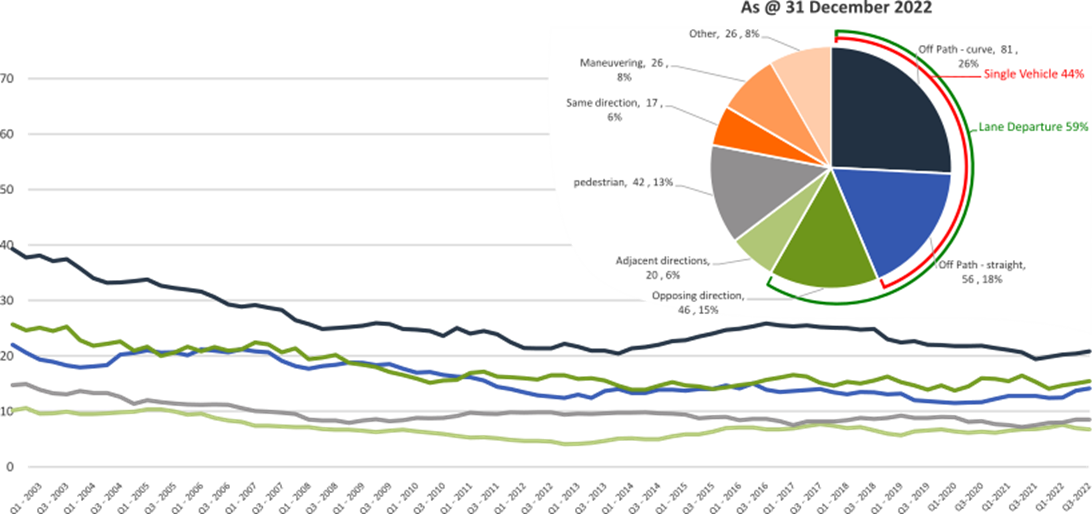 As @ 31 December 2022
Other, 26 , 8%
Maneuvering, 26 ,
8%
Same direction, 17 ,
6%
pedestrian, 42 , 13%
Adjacent directions,
20 , 6%
Opposing direction,
46 , 15%
Off Path - straight,
56 , 18%
Off Path - curve, 81 ,
26%
Single Vehicle 44%
Lane Departure 59%
70
60
50
40
30
20
10
0
Q1 - 2003
Q3 - 2003
Q1 - 2004
Q3 - 2004
Q1 - 2005
Q3 - 2005
Q1 - 2006
Q3 - 2006
Q1 - 2007
Q3 - 2007
Q1 - 2008
Q3 - 2008
Q1 - 2009
Q3 - 2009
Q1 - 2010
Q3 - 2010
Q1 - 2011
Q3 - 2011
Q1 - 2012
Q3 - 2012
Q1 - 2013
Q3 - 2013
Q1 - 2014
Q3 - 2014
Q1 - 2015
Q3 - 2015
Q1 - 2016
Q3 - 2016
Q1 - 2017
Q3 - 2017
Q1 - 2018
Q3 - 2018
Q1 - 2019
Q3 - 2019
Q1-2020
Q3 - 2020
Q1 - 2021
Q3 - 2021
Q1 - 2022
Q3-2022